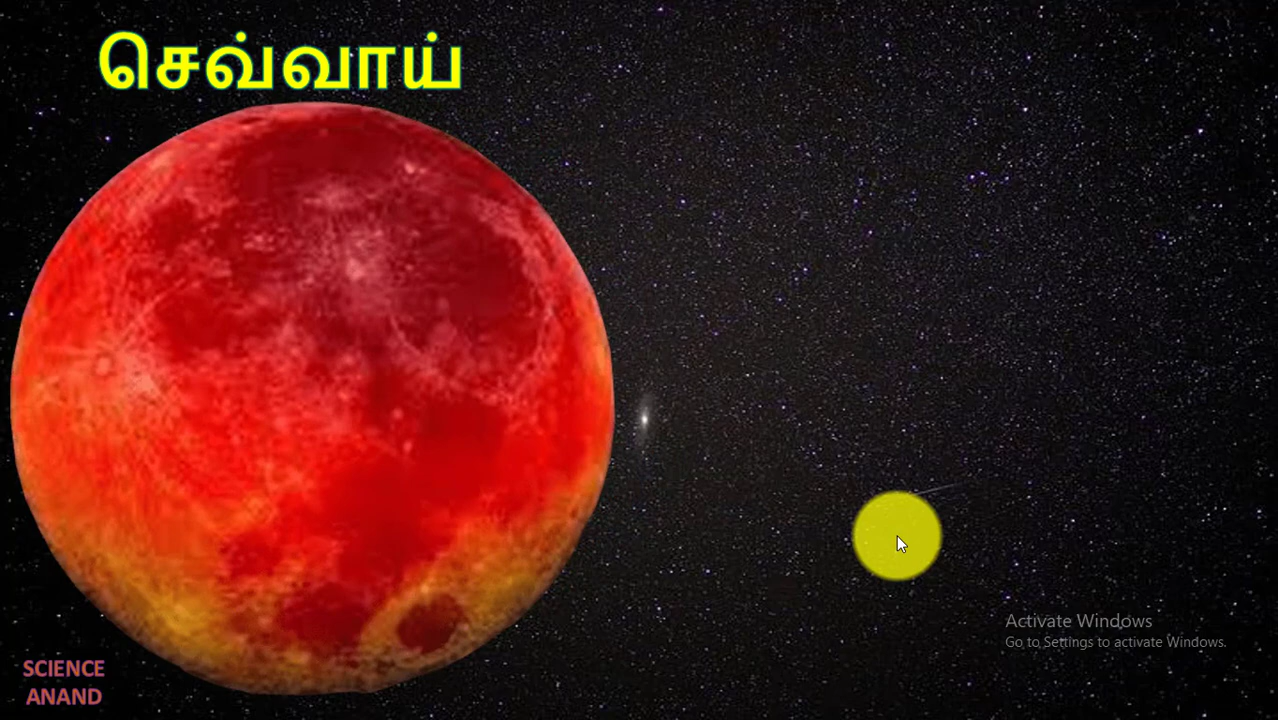 செவ்வாய்
Activate Windows
Go to Settings to activate Windows.
SCIENCE
ANAND